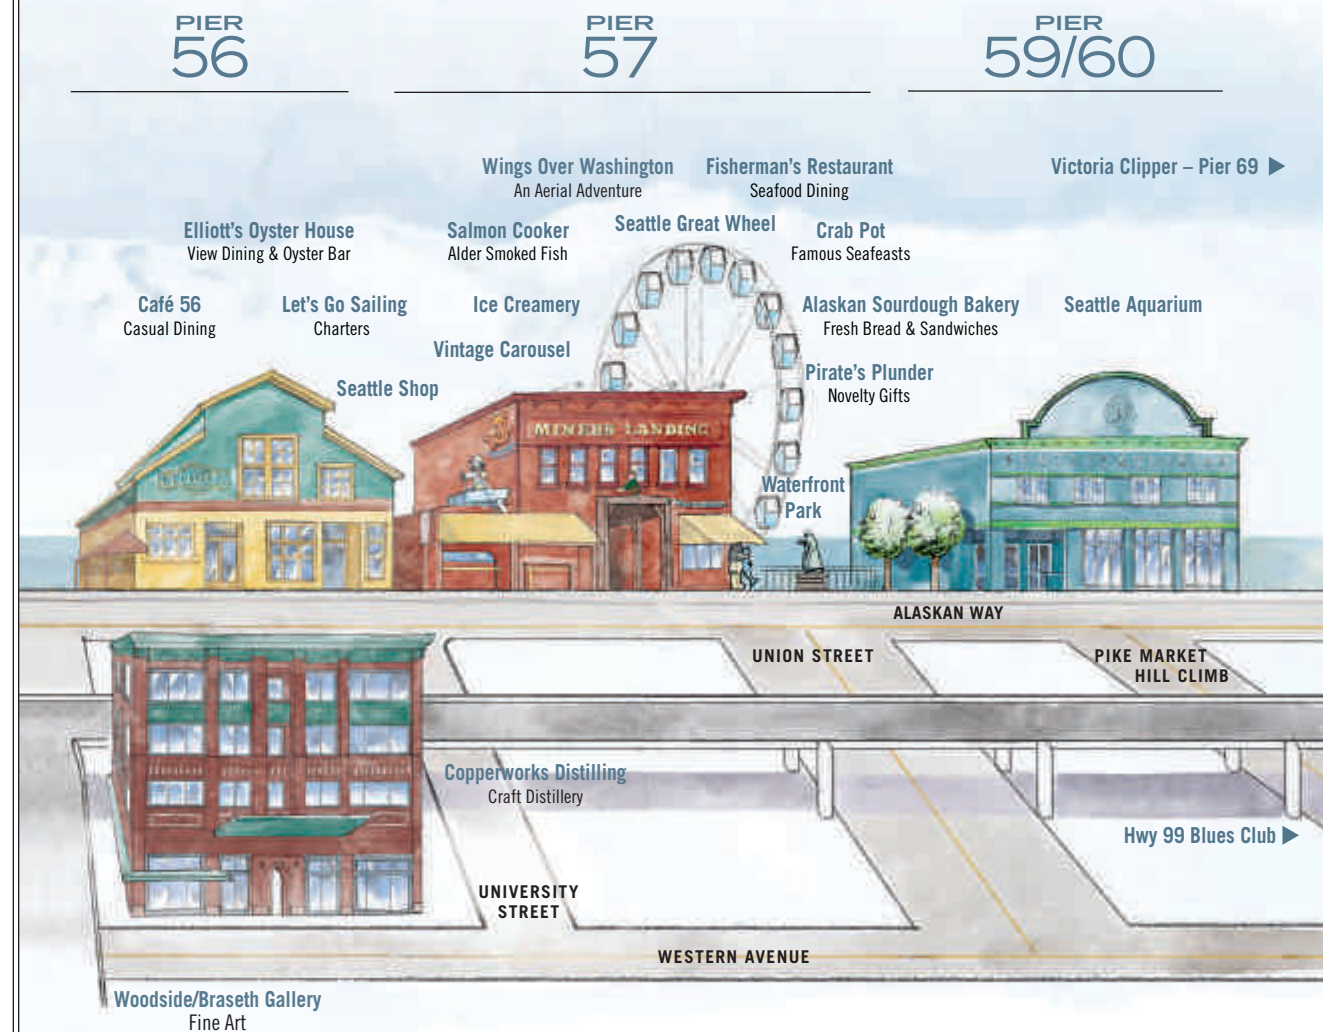 PIER
56
PIER
57
PIER
59/60
Wings Over Washington
An Aerial Adventure
Fisherman's Restaurant
Seafood Dining
Victoria Clipper – Pier 69
Elliott's Oyster House
View Dining & Oyster Bar
Salmon Cooker
Alder Smoked Fish
Seattle Great Wheel
Crab Pot
Famous Seafeasts
Café 56
Casual Dining
Let's Go Sailing
Charters
Ice Creamery
Alaskan Sourdough Bakery
Fresh Bread & Sandwiches
Seattle Aquarium
Vintage Carousel
Pirate's Plunder
Novelty Gifts
Seattle Shop
MINERS LANDING
Waterfront
Park
ALASKAN WAY
UNION STREET
PIKE MARKET
HILL CLIMB
Copperworks Distilling
Craft Distillery
Hwy 99 Blues Club
UNIVERSITY
STREET
WESTERN AVENUE
Woodside/Braseth Gallery
Fine Art